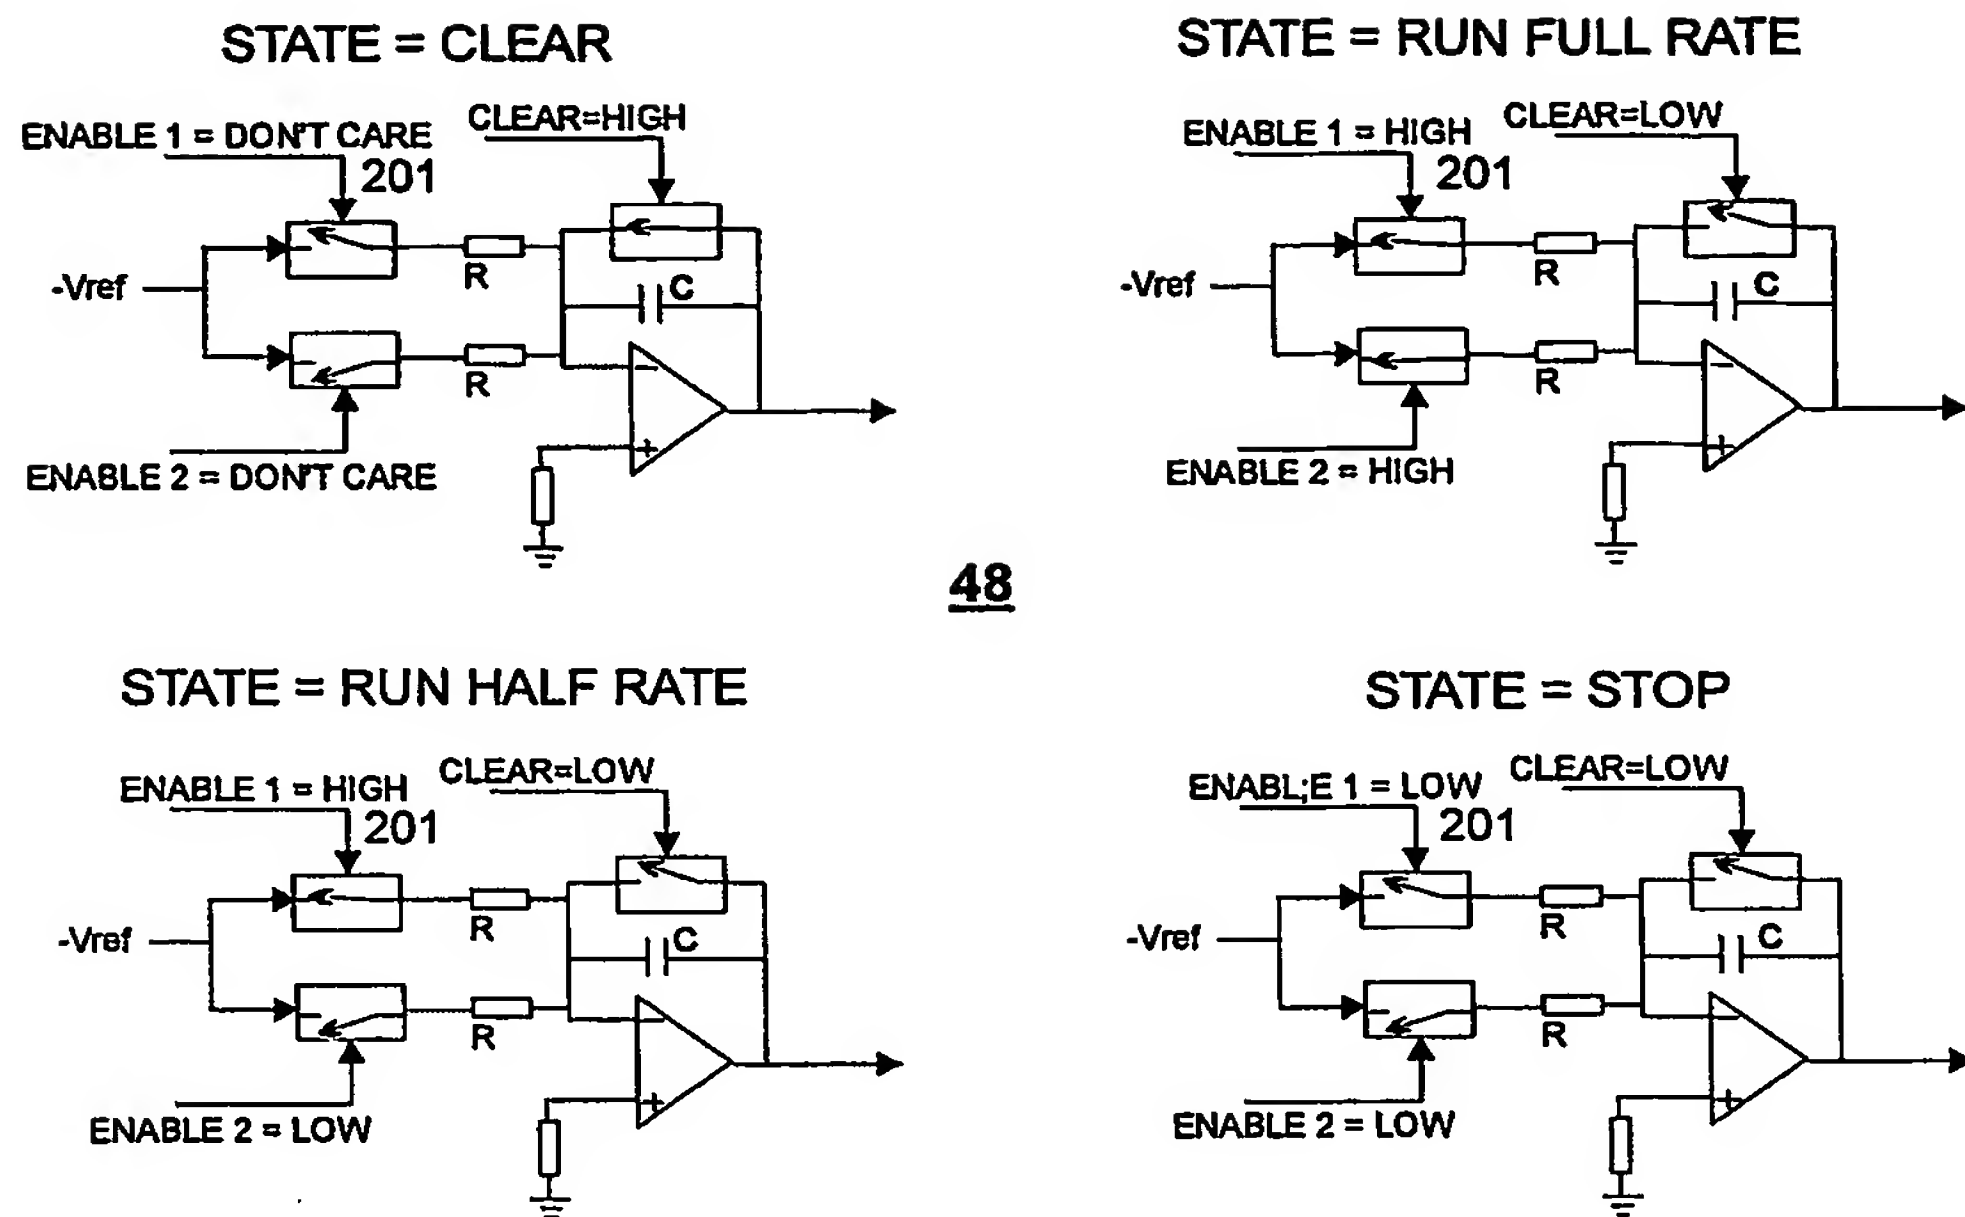 STATE = CLEAR
CLEAR=HIGH
ENABLE 1 = DON'T CARE
201
-Vref
R
C
R
-
+
ENABLE 2 = DON'T CARE
STATE = RUN FULL RATE
CLEAR=LOW
ENABLE 1 = HIGH
201
-Vref
R
C
R
-
+
ENABLE 2 = HIGH
48
STATE = RUN HALF RATE
CLEAR=LOW
ENABLE 1 = HIGH
201
-Vref
R
C
R
-
+
ENABLE 2 = LOW
STATE = STOP
CLEAR=LOW
ENABL;E 1 = LOW
201
-Vref
R
C
R
-
+
ENABLE 2 = LOW